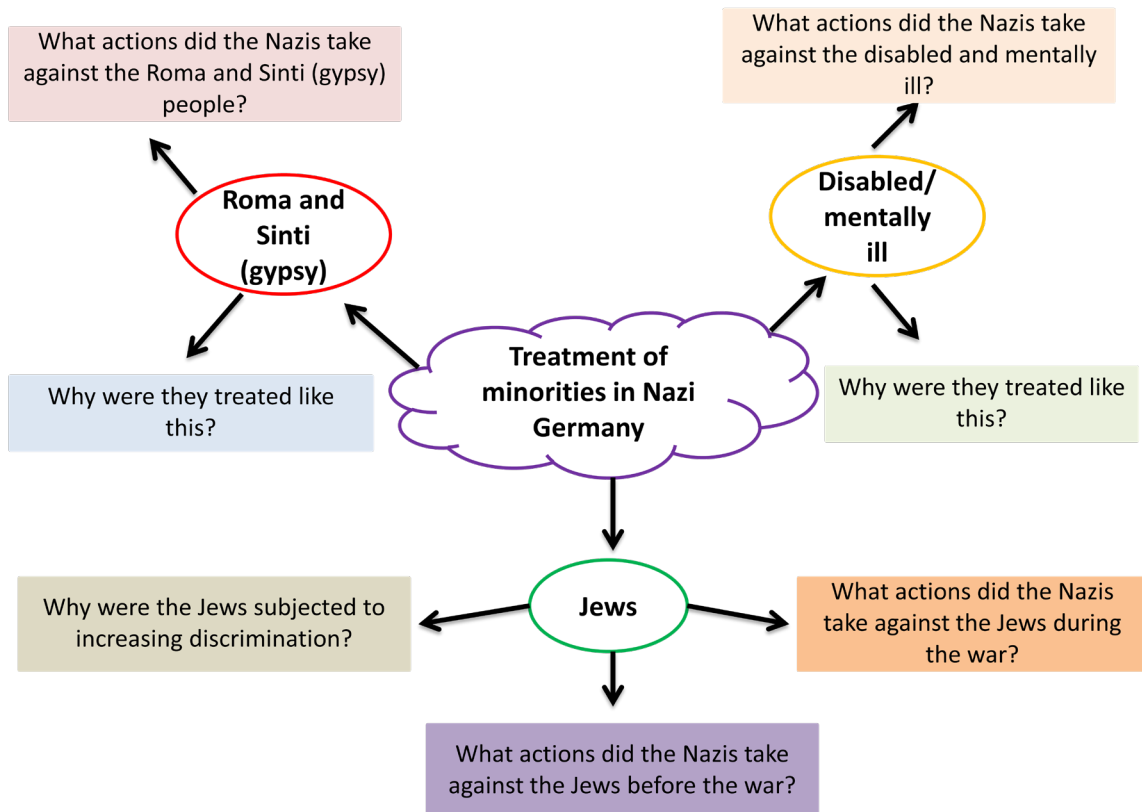 What actions did the Nazis take
against the Roma and Sinti (gypsy)
people?
What actions did the Nazis take
against the disabled and mentally
ill?
Roma and
Sinti
(gypsy)
Disabled/
mentally
ill
Why were they treated like
this?
Treatment of
minorities in Nazi
Germany
Why were they treated like
this?
Why were the Jews subjected to
increasing discrimination?
Jews
What actions did the Nazis
take against the Jews during
the war?
What actions did the Nazis take
against the Jews before the war?